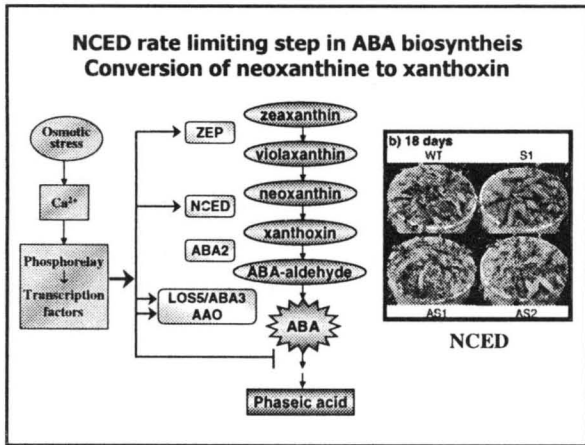 NCED rate limiting step in ABA biosyntheis
Conversion of neoxanthine to xanthoxin
Osmotic
stress
Ca²⁺
Phosphorelay
Transcription
factors
ZEP
NCED
ABA2
LOS5/ABA3
AAO
zeaxanthin
violaxanthin
neoxanthin
xanthoxin
ABA-aldehyde
ABA
Phaseic acid
b) 18 days
WT
S1
AS1
AS2
NCED